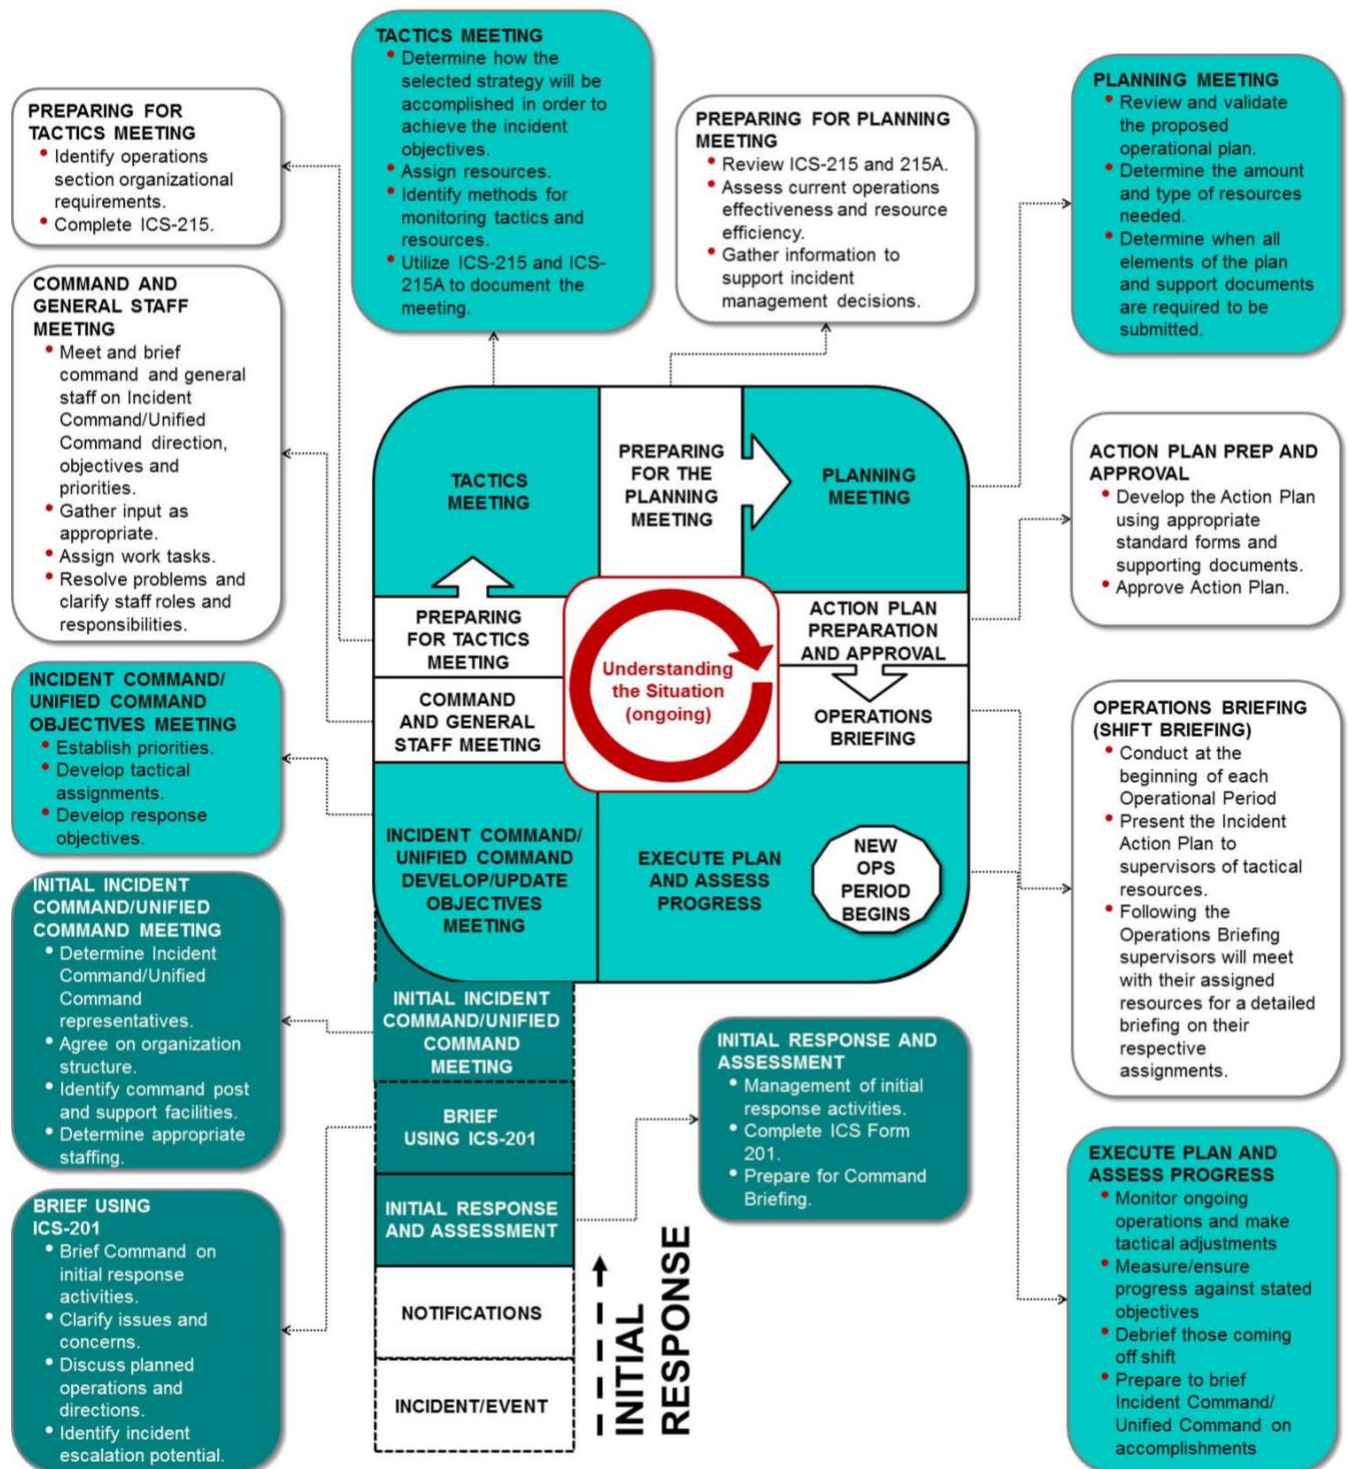 TACTICS MEETING
• Determine how the
selected strategy will be
accomplished in order to
achieve the incident
objectives.
• Assign resources.
• Identify methods for
monitoring tactics and
resources.
• Utilize ICS-215 and ICS-
215A to document the
meeting.
PREPARING FOR
TACTICS MEETING
• Identify operations
section organizational
requirements.
• Complete ICS-215.
PREPARING FOR PLANNING
MEETING
• Review ICS-215 and 215A.
• Assess current operations
effectiveness and resource
efficiency.
• Gather information to
support incident
management decisions.
PLANNING MEETING
• Review and validate
the proposed
operational plan.
• Determine the amount
and type of resources
needed.
• Determine when all
elements of the plan
and support documents
are required to be
submitted.
COMMAND AND
GENERAL STAFF
MEETING
• Meet and brief
command and general
staff on Incident
Command/Unified
Command direction,
objectives and
priorities.
• Gather input as
appropriate.
• Assign work tasks.
• Resolve problems and
clarify staff roles and
responsibilities.
TACTICS
MEETING
PREPARING
FOR THE
PLANNING
MEETING
PLANNING
MEETING
ACTION PLAN PREP AND
APPROVAL
• Develop the Action Plan
using appropriate
standard forms and
supporting documents.
• Approve Action Plan.
PREPARING
FOR TACTICS
MEETING
COMMAND
AND GENERAL
STAFF MEETING
Understanding
the Situation
(ongoing)
ACTION PLAN
PREPARATION
AND APPROVAL
OPERATIONS
BRIEFING
INCIDENT COMMAND/
UNIFIED COMMAND
OBJECTIVES MEETING
• Establish priorities.
• Develop tactical
assignments.
• Develop response
objectives.
OPERATIONS BRIEFING
(SHIFT BRIEFING)
• Conduct at the
beginning of each
Operational Period
• Present the Incident
Action Plan to
supervisors of tactical
resources.
• Following the
Operations Briefing
supervisors will meet
with their assigned
resources for a detailed
briefing on their
respective
assignments.
INCIDENT COMMAND/
UNIFIED COMMAND
DEVELOP/UPDATE
OBJECTIVES
MEETING
EXECUTE PLAN
AND ASSESS
PROGRESS
NEW
OPS
PERIOD
BEGINS
INITIAL INCIDENT
COMMAND/UNIFIED
COMMAND MEETING
• Determine Incident
Command/Unified
Command
representatives.
• Agree on organization
structure.
• Identify command post
and support facilities.
• Determine appropriate
staffing.
INITIAL INCIDENT
COMMAND/UNIFIED
COMMAND
MEETING
BRIEF
USING ICS-201
INITIAL RESPONSE
AND ASSESSMENT
NOTIFICATIONS
INCIDENT/EVENT
INITIAL
RESPONSE
INITIAL RESPONSE AND
ASSESSMENT
• Management of initial
response activities.
• Complete ICS Form
201.
• Prepare for Command
Briefing.
BRIEF USING
ICS-201
• Brief Command on
initial response
activities.
• Clarify issues and
concerns.
• Discuss planned
operations and
directions.
• Identify incident
escalation potential.
EXECUTE PLAN AND
ASSESS PROGRESS
• Monitor ongoing
operations and make
tactical adjustments
• Measure/ensure
progress against stated
objectives
• Debrief those coming
off shift
• Prepare to brief
Incident Command/
Unified Command on
accomplishments